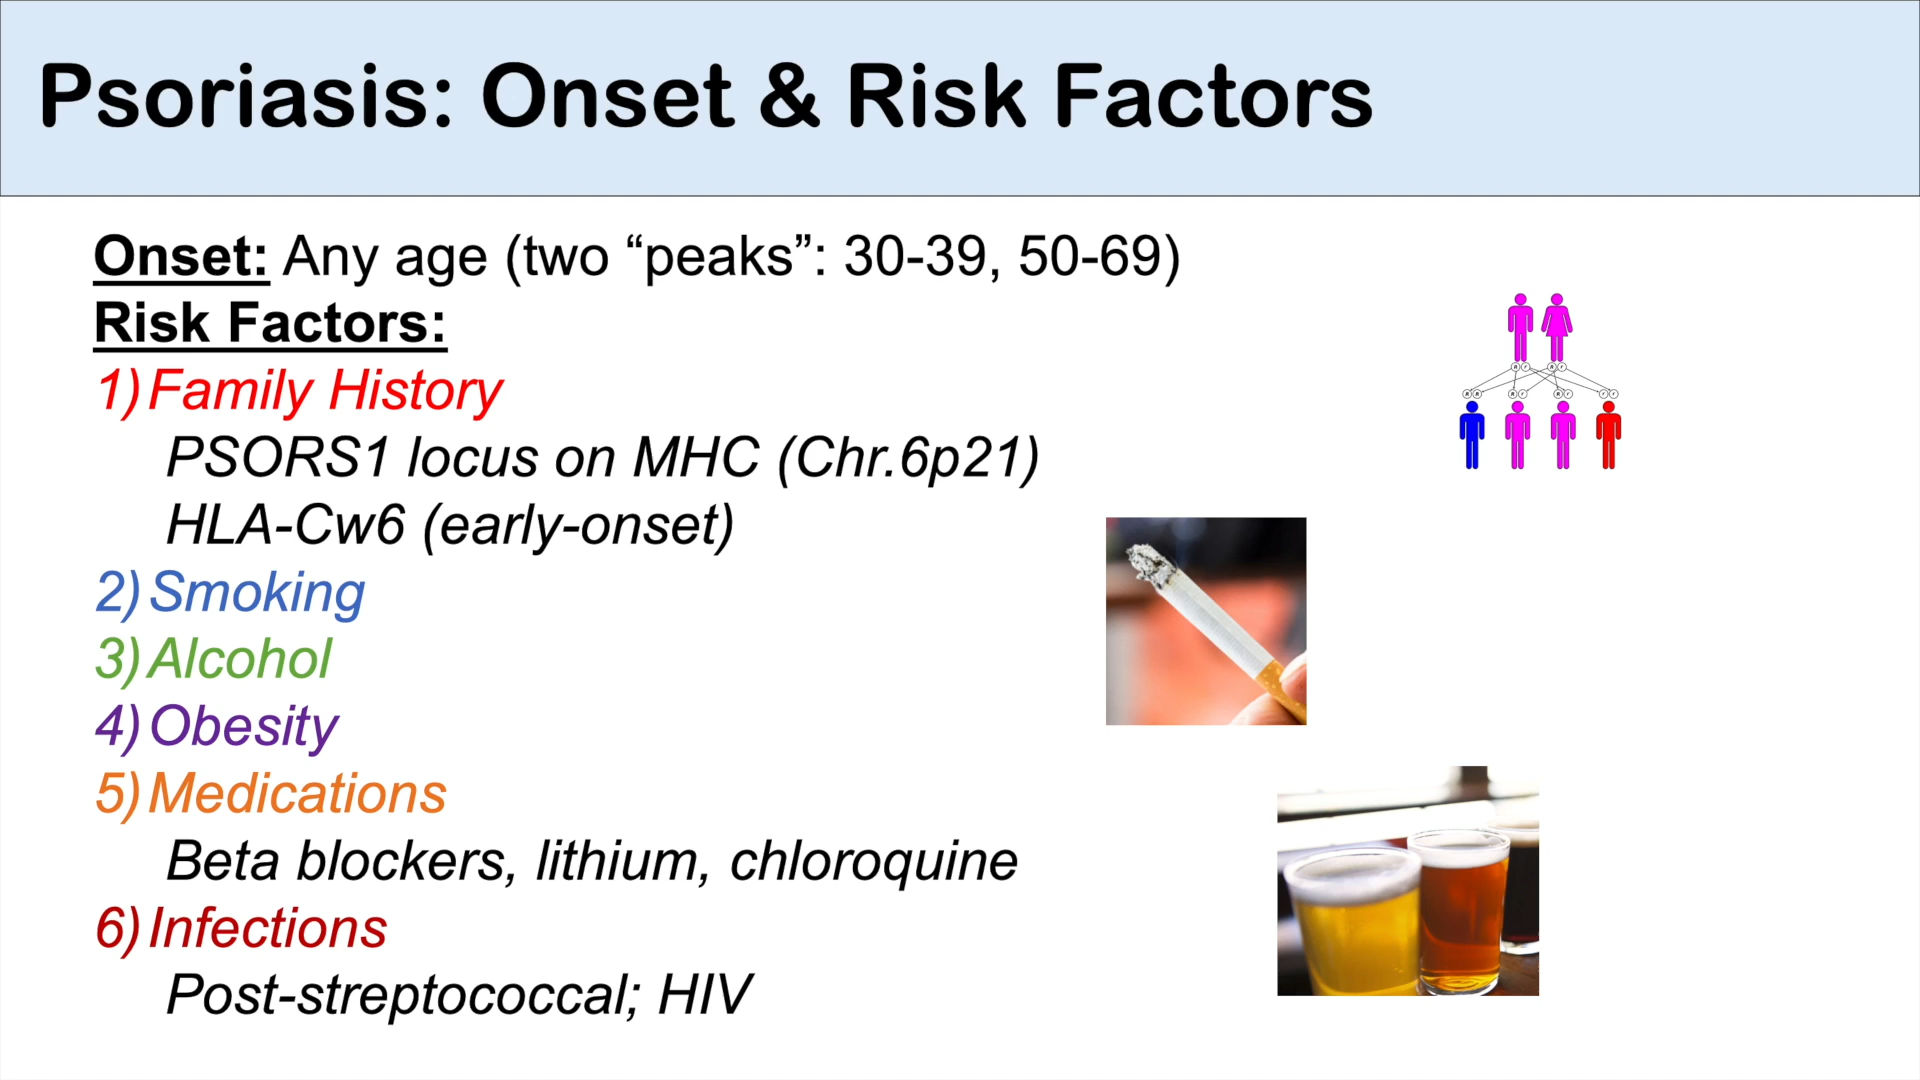 Psoriasis: Onset & Risk Factors
Onset: Any age (two “peaks”: 30-39, 50-69)
Risk Factors:
1) Family History
PSORS1 locus on MHC (Chr.6p21)
HLA-Cw6 (early-onset)
2) Smoking
3) Alcohol
4) Obesity
5) Medications
Beta blockers, lithium, chloroquine
6) Infections
Post-streptococcal; HIV